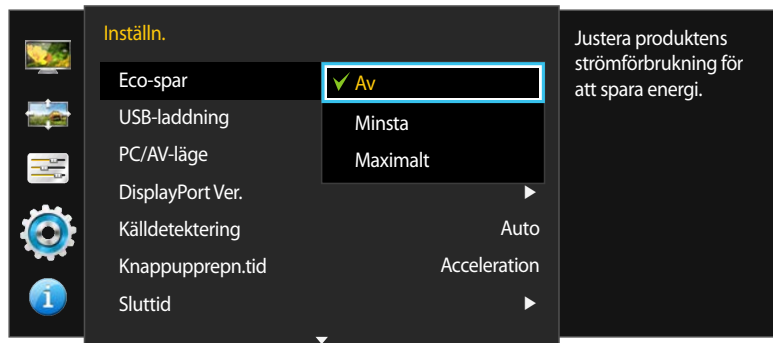 Inställn.
Eco-spar
Av
USB-laddning
Minsta
PC/AV-läge
Maximalt
DisplayPort Ver.
Källdetektering Auto
Knappupprepn.tid Acceleration
Sluttid
Justera produktens
strömförbrukning för
att spara energi.